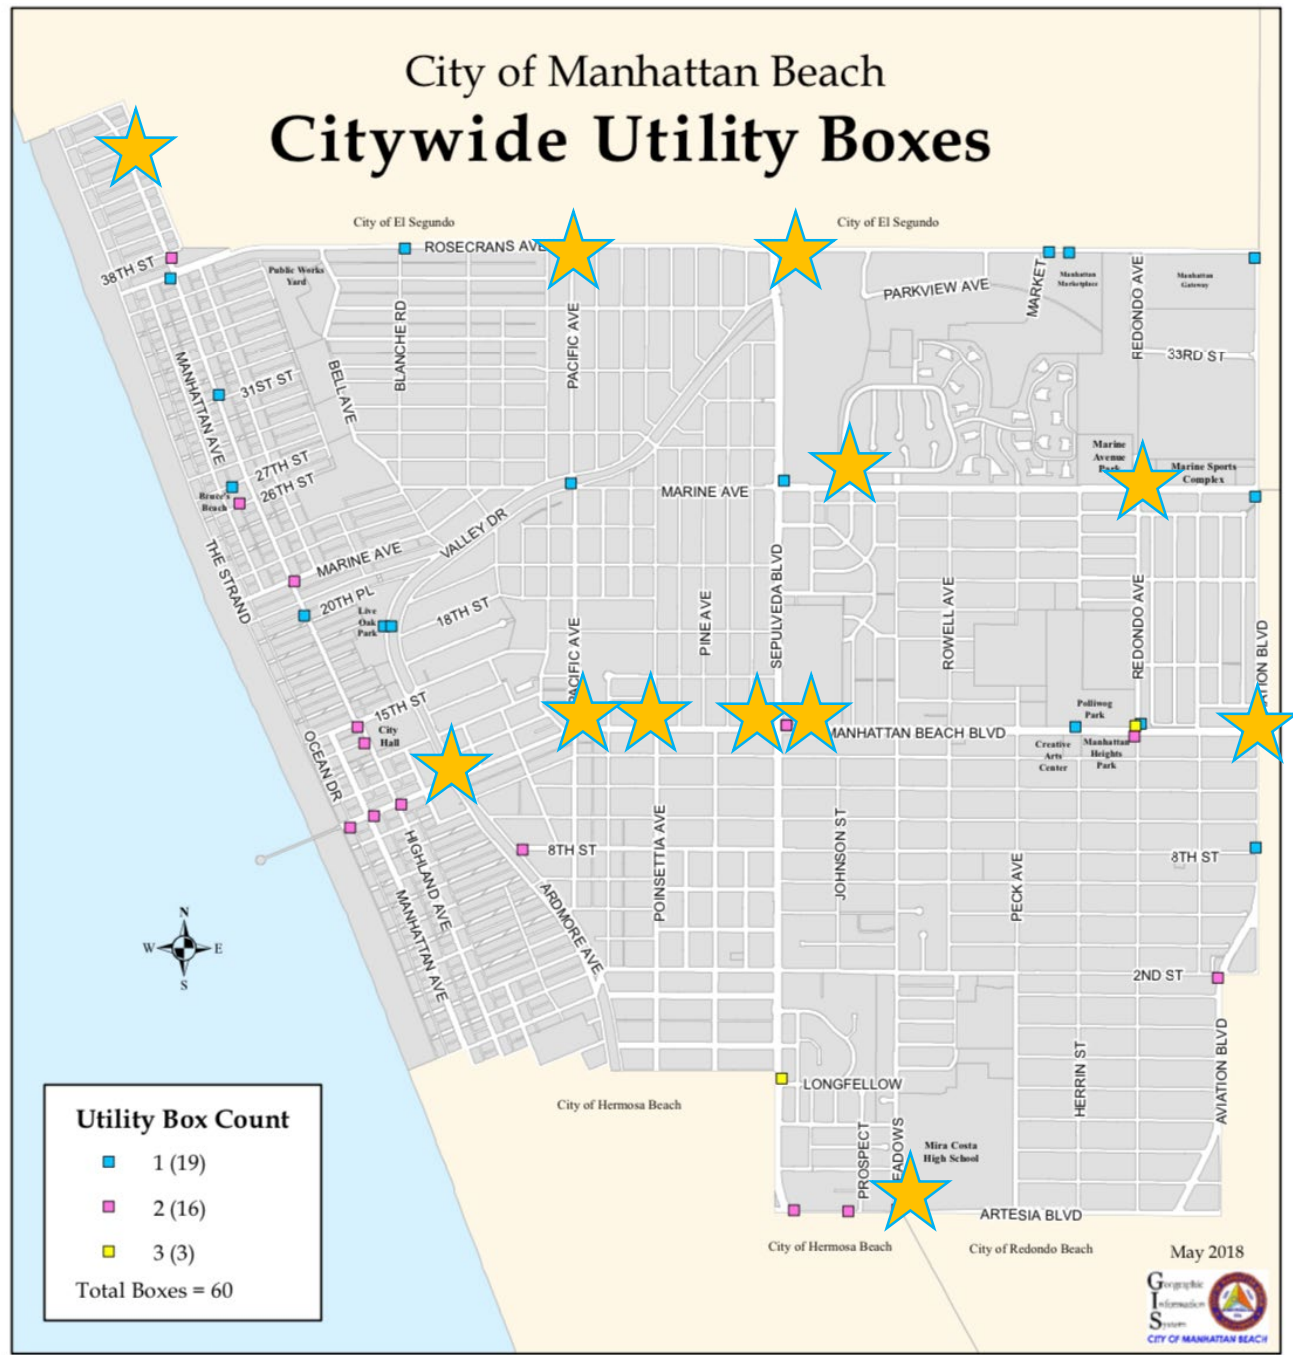 City of Manhattan Beach
Citywide Utility Boxes
City of El Segundo
City of El Segundo
ROSECRANS AVE
38TH ST
Public Works
Yard
PARKVIEW AVE
MARKET
Manhattan
Marketplace
REDONDO AVE
Manhattan
Gateway
33RD ST
BLANCHE RD
PACIFIC AVE
MANHATTAN AVE
31ST ST
BELL AVE
27TH ST
26TH ST
Bruce's
Beach
Marine
Avenue
Park
Marine Sports
Complex
MARINE AVE
VALLEY DR
MARINE AVE
THE STRAND
20TH PL
Live
Oak
Park
18TH ST
PACIFIC AVE
PINE AVE
SEPULVEDA BLVD
ROWELL AVE
REDONDO AVE
ATION BLVD
15TH ST
City
Hall
OCEAN DR
Polliwog
Park
MANHATTAN BEACH BLVD
Creative
Arts
Center
Manhattan
Heights
Park
HIGHLAND AVE
MANHATTAN AVE
8TH ST
ARDMORE AVE
POINSETTIA AVE
JOHNSON ST
PECK AVE
8TH ST
N
W
E
S
2ND ST
AVIATION BLVD
HERRIN ST
LONGFELLOW
City of Hermosa Beach
PROSPECT
EADOWS
Mira Costa
High School
ARTESIA BLVD
City of Hermosa Beach
City of Redondo Beach
Utility Box Count
1 (19)
2 (16)
3 (3)
Total Boxes = 60
May 2018
Geographic
Information
System
CITY OF MANHATTAN BEACH